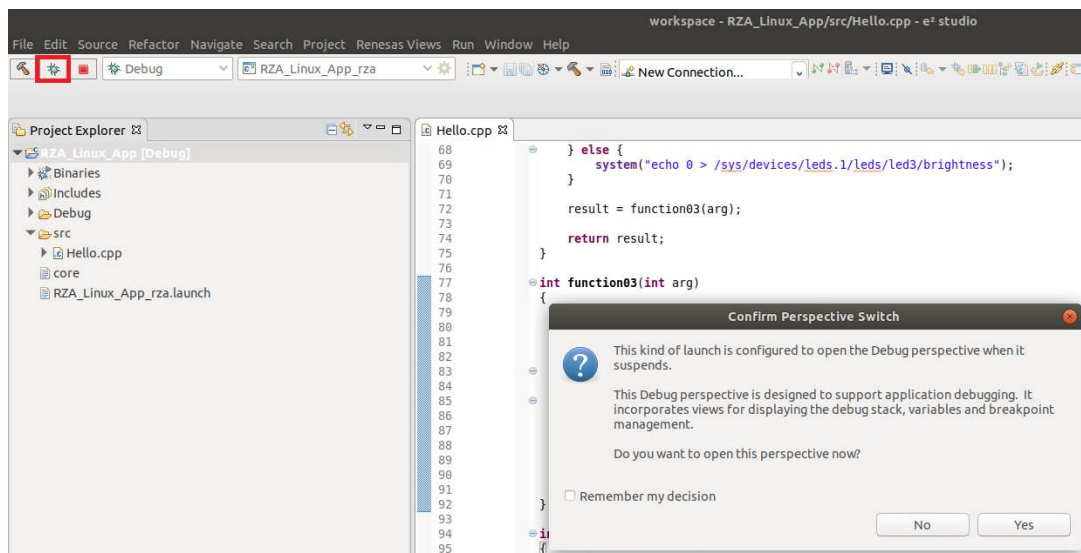 workspace - RZA_Linux_App/src/Hello.cpp - e² studio
File Edit Source Refactor Navigate Search Project Renesas Views Run Window Help
Debug RZA_Linux_App_rza New Connection...
Project Explorer
RZA_Linux_App [Debug]
Binaries
Includes
Debug
src
Hello.cpp
core
RZA_Linux_App_rza.launch
Hello.cpp
68 } else {
69 system("echo 0 > /sys/devices/leds.1/leds/led3/brightness");
70 }
71
72 result = function03(arg);
73
74 return result;
75 }
76
77 int function03(int arg)
78 {
79
80
81
82
83
84
85
86
87
88
89
90
91
92 }
93
94 in
95 {
Confirm Perspective Switch
This kind of launch is configured to open the Debug perspective when it
suspends.
This Debug perspective is designed to support application debugging. It
incorporates views for displaying the debug stack, variables and breakpoint
management.
Do you want to open this perspective now?
Remember my decision
No Yes